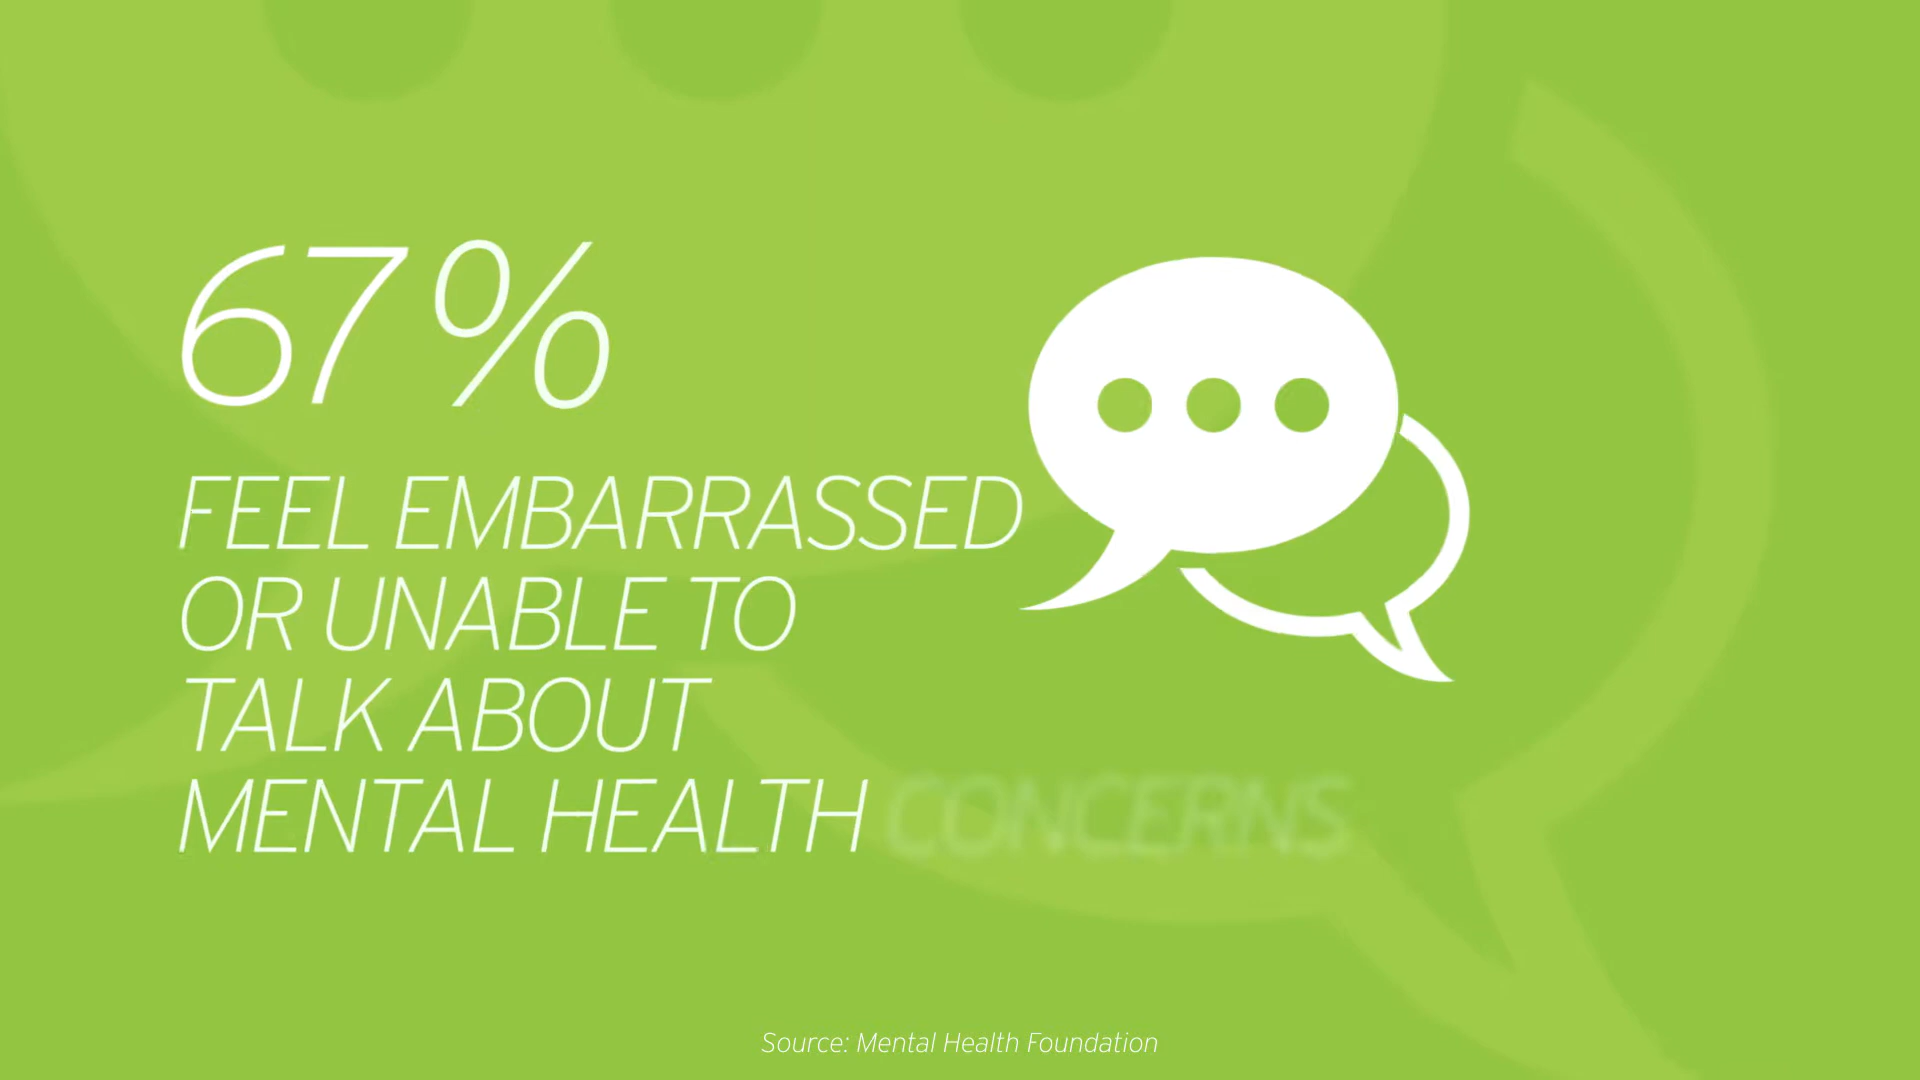 67%
FEEL EMBARRASSED
OR UNABLE TO
TALK ABOUT
MENTAL HEALTH CONCERNS
Source: Mental Health Foundation